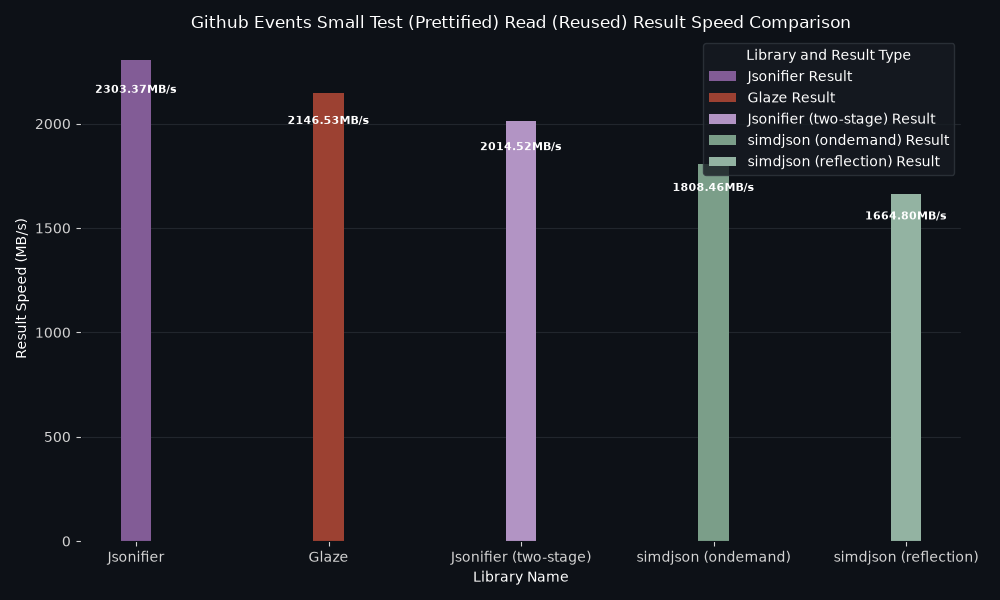 Github Events Small Test (Prettified) Read (Reused) Result Speed Comparison
Library and Result Type
Jsonifier Result
Glaze Result
Jsonifier (two-stage) Result
simdjson (ondemand) Result
simdjson (reflection) Result
2303.37MB/s
2146.53MB/s
2014.52MB/s
1808.46MB/s
1664.80MB/s
Result Speed (MB/s)
2000
1500
1000
500
0
Jsonifier
Glaze
Jsonifier (two-stage)
simdjson (ondemand)
simdjson (reflection)
Library Name